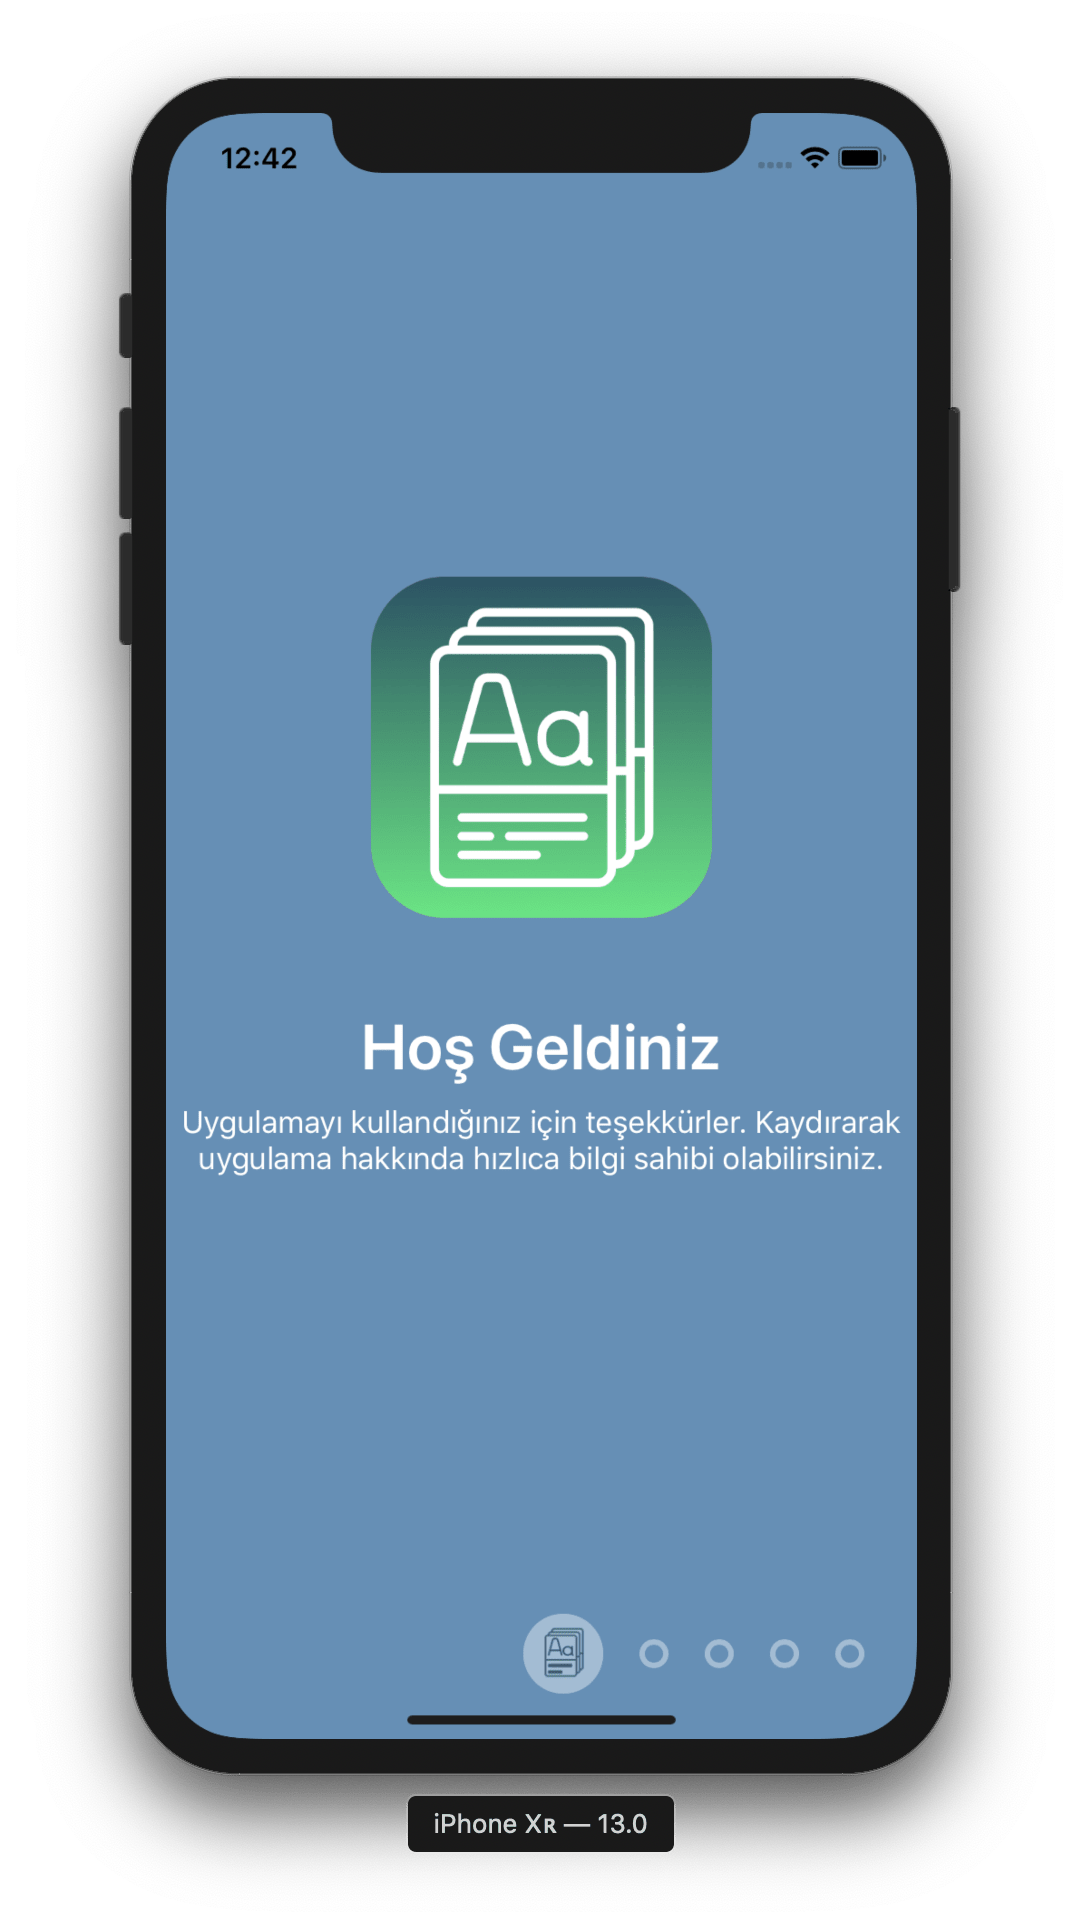 12:42
Aa
Hoş Geldiniz
Uygulamayı kullandığınız için teşekkürler. Kaydırarak
uygulama hakkında hızlıca bilgi sahibi olabilirsiniz.
Aa
iPhone Xʀ — 13.0